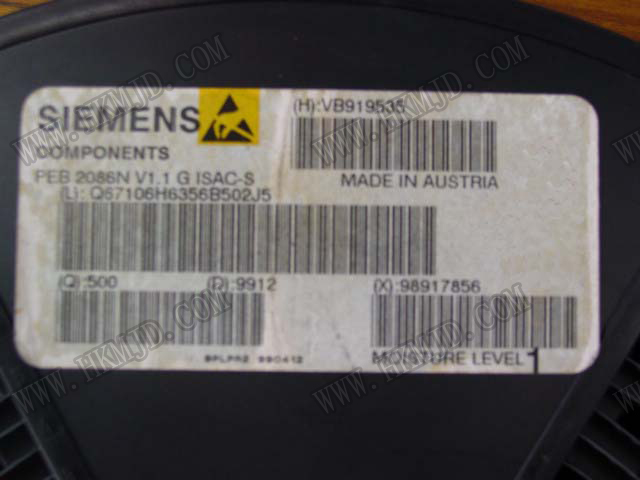 SIEMENS
COMPONENTS
PEB 2086N V1.1 G ISAC-S
(H):VB919535
MADE IN AUSTRIA
(L): Q67106H6356B502J5
(Q):500 (D):9912
(X):98917856
SPLPR2 990412
MOISTURE LEVEL 1
WWW.HKMJD.COM